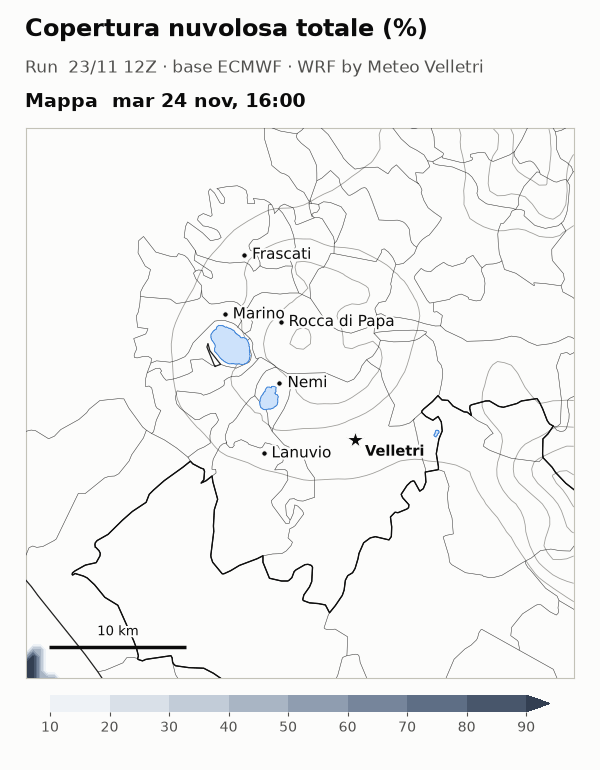 Copertura nuvolosa totale (%)
Run  23/11 12Z · base ECMWF · WRF by Meteo Velletri
Mappa  mar 24 nov, 16:00
Frascati
Marino
Rocca di Papa
Nemi
Velletri
Lanuvio
10 km
10 20 30 40 50 60 70 80 90